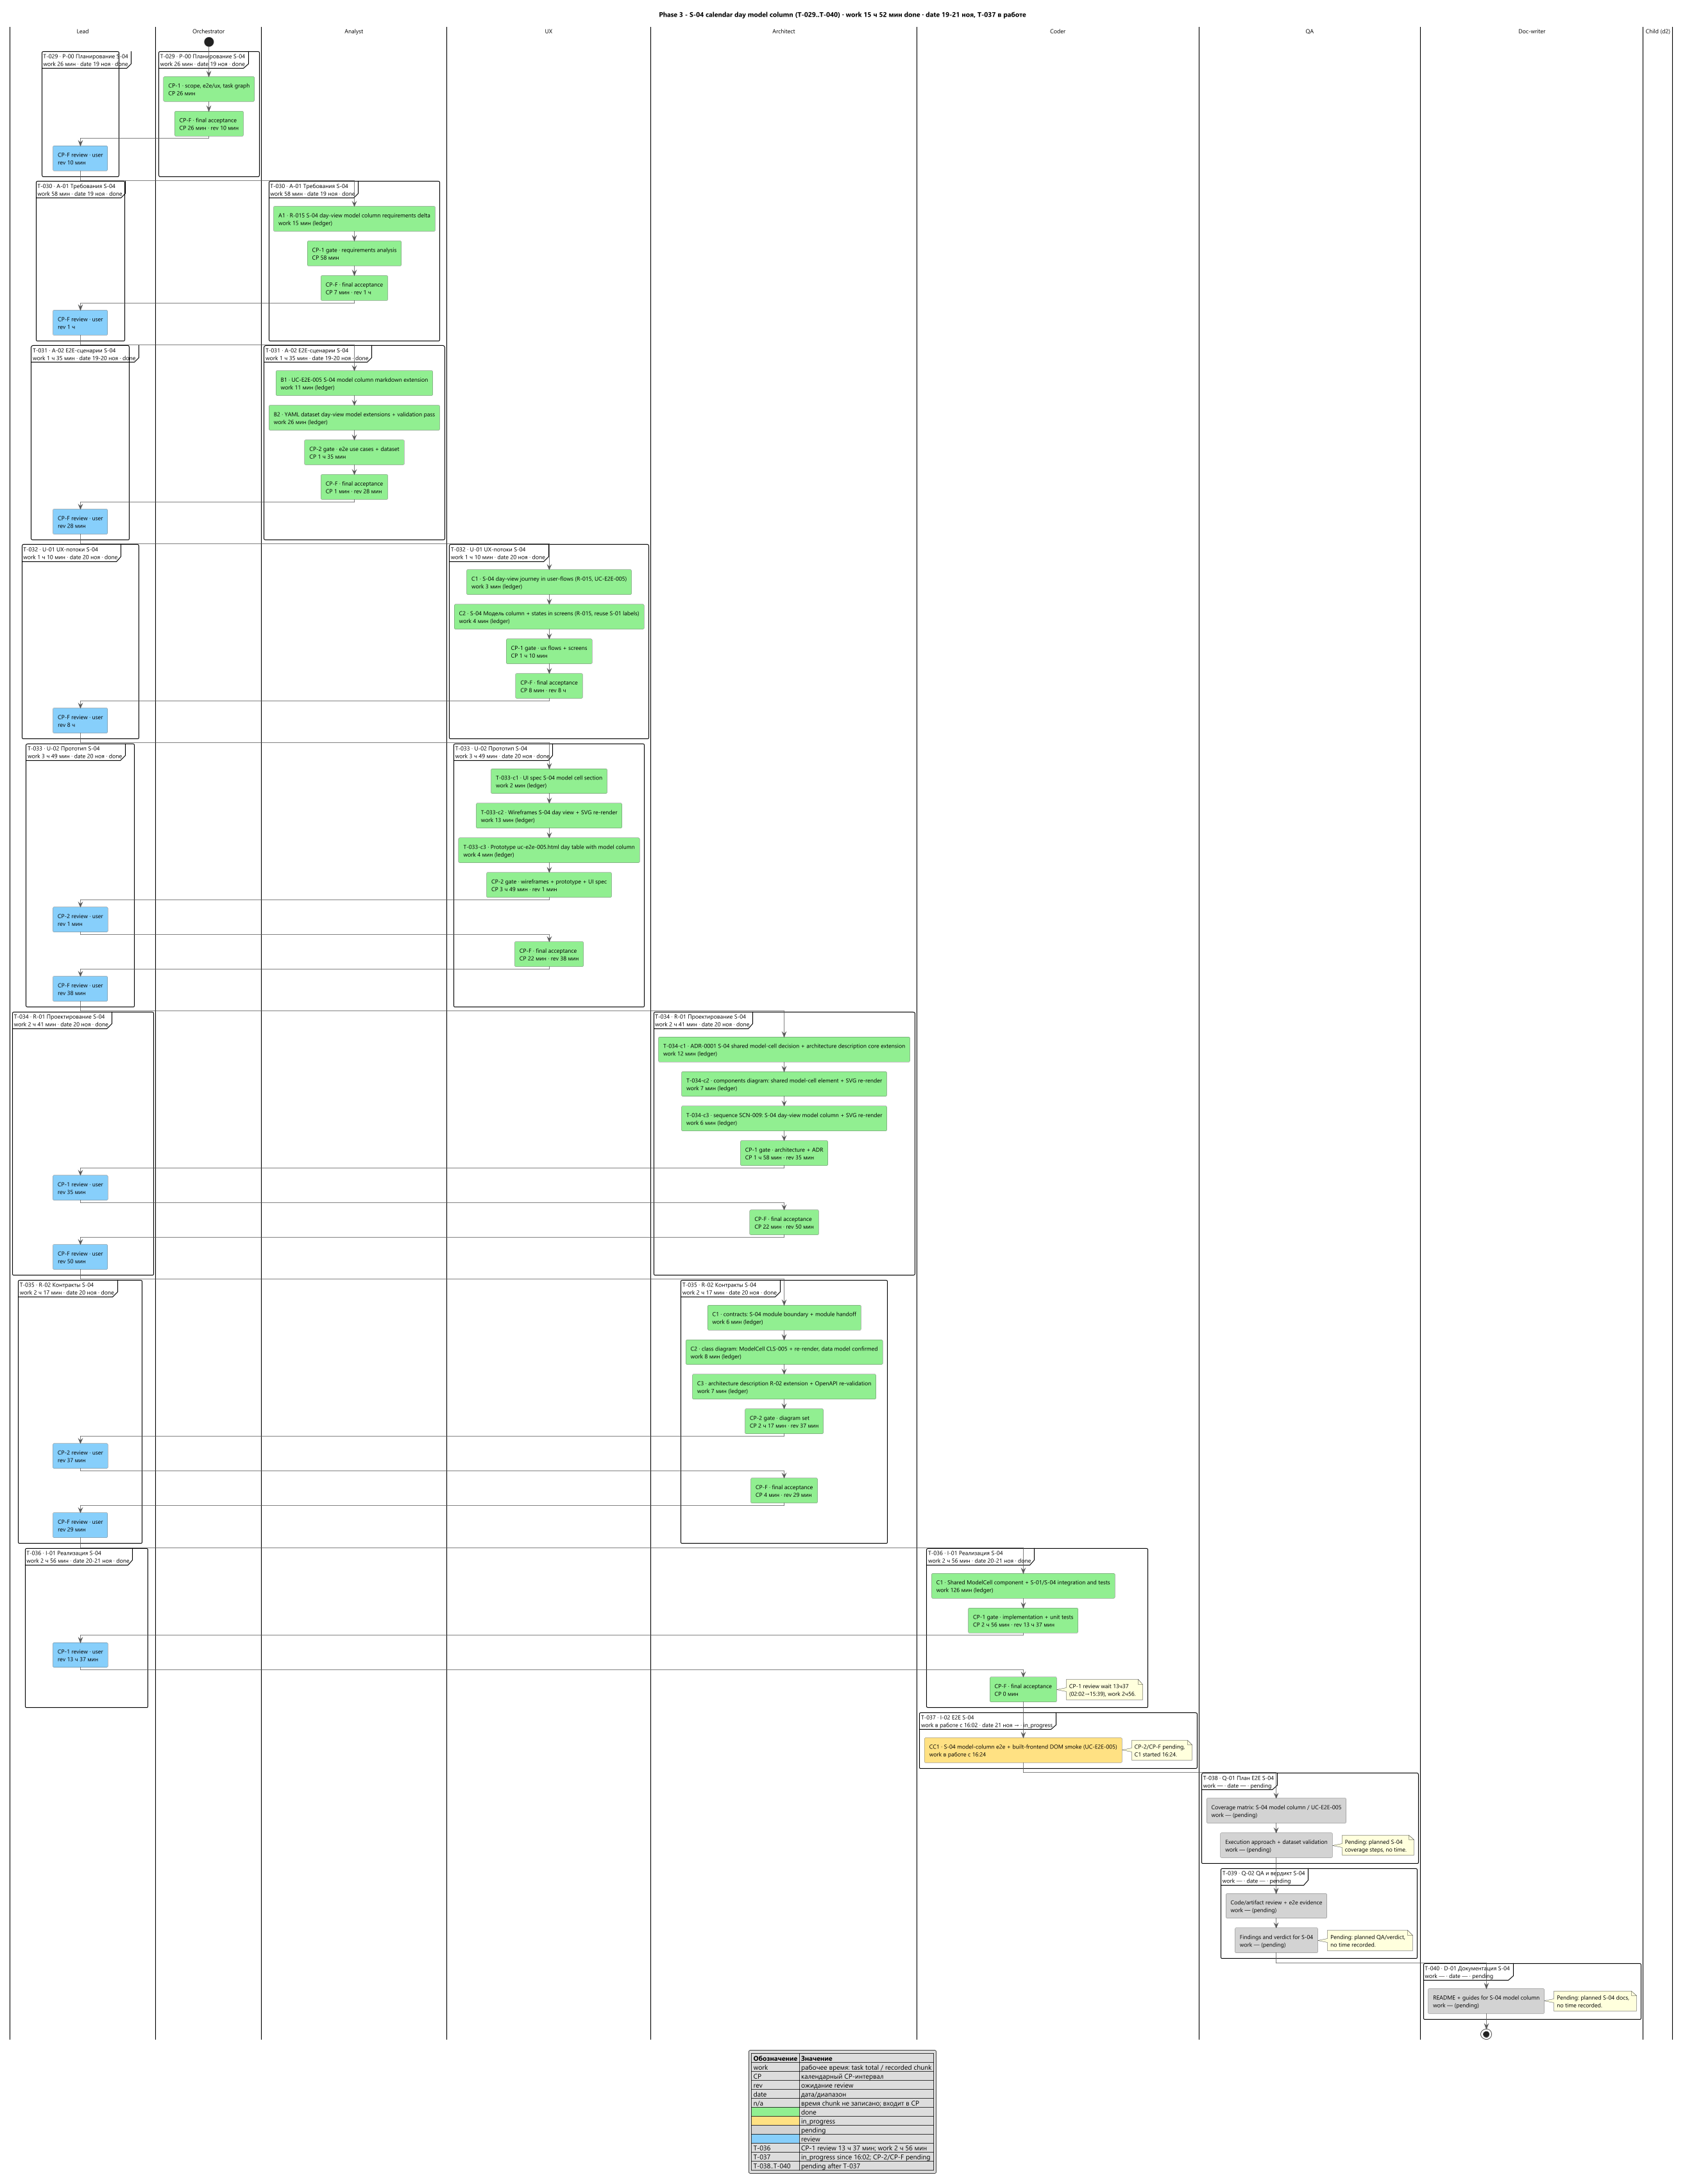 Phase 3 - S-04 calendar day model column (T-029..T-040) · work 15 ч 52 мин done · date 19-21 ноя, T-037 в работе
Lead
Orchestrator
Analyst
UX
Architect
Coder
QA
Doc-writer
Child (d2)
T-029 · P-00 Планирование S-04
work 26 мин · date 19 ноя · done
T-029 · P-00 Планирование S-04
work 26 мин · date 19 ноя · done
CP-1 · scope, e2e/ux, task graph
CP 26 мин
CP-F · final acceptance
CP 26 мин · rev 10 мин
CP-F review · user
rev 10 мин
T-030 · A-01 Требования S-04
work 58 мин · date 19 ноя · done
T-030 · A-01 Требования S-04
work 58 мин · date 19 ноя · done
A1 · R-015 S-04 day-view model column requirements delta
work 15 мин (ledger)
CP-1 gate · requirements analysis
CP 58 мин
CP-F · final acceptance
CP 7 мин · rev 1 ч
CP-F review · user
rev 1 ч
T-031 · A-02 E2E-сценарии S-04
work 1 ч 35 мин · date 19-20 ноя · done
T-031 · A-02 E2E-сценарии S-04
work 1 ч 35 мин · date 19-20 ноя · done
B1 · UC-E2E-005 S-04 model column markdown extension
work 11 мин (ledger)
B2 · YAML dataset day-view model extensions + validation pass
work 26 мин (ledger)
CP-2 gate · e2e use cases + dataset
CP 1 ч 35 мин
CP-F · final acceptance
CP 1 мин · rev 28 мин
CP-F review · user
rev 28 мин
T-032 · U-01 UX-потоки S-04
work 1 ч 10 мин · date 20 ноя · done
T-032 · U-01 UX-потоки S-04
work 1 ч 10 мин · date 20 ноя · done
C1 · S-04 day-view journey in user-flows (R-015, UC-E2E-005)
work 3 мин (ledger)
C2 · S-04 Модель column + states in screens (R-015, reuse S-01 labels)
work 4 мин (ledger)
CP-1 gate · ux flows + screens
CP 1 ч 10 мин
CP-F · final acceptance
CP 8 мин · rev 8 ч
CP-F review · user
rev 8 ч
T-033 · U-02 Прототип S-04
work 3 ч 49 мин · date 20 ноя · done
T-033 · U-02 Прототип S-04
work 3 ч 49 мин · date 20 ноя · done
T-033-c1 · UI spec S-04 model cell section
work 2 мин (ledger)
T-033-c2 · Wireframes S-04 day view + SVG re-render
work 13 мин (ledger)
T-033-c3 · Prototype uc-e2e-005.html day table with model column
work 4 мин (ledger)
CP-2 gate · wireframes + prototype + UI spec
CP 3 ч 49 мин · rev 1 мин
CP-2 review · user
rev 1 мин
CP-F · final acceptance
CP 22 мин · rev 38 мин
CP-F review · user
rev 38 мин
T-034 · R-01 Проектирование S-04
work 2 ч 41 мин · date 20 ноя · done
T-034 · R-01 Проектирование S-04
work 2 ч 41 мин · date 20 ноя · done
T-034-c1 · ADR-0001 S-04 shared model-cell decision + architecture description core extension
work 12 мин (ledger)
T-034-c2 · components diagram: shared model-cell element + SVG re-render
work 7 мин (ledger)
T-034-c3 · sequence SCN-009: S-04 day-view model column + SVG re-render
work 6 мин (ledger)
CP-1 gate · architecture + ADR
CP 1 ч 58 мин · rev 35 мин
CP-1 review · user
rev 35 мин
CP-F · final acceptance
CP 22 мин · rev 50 мин
CP-F review · user
rev 50 мин
T-035 · R-02 Контракты S-04
work 2 ч 17 мин · date 20 ноя · done
T-035 · R-02 Контракты S-04
work 2 ч 17 мин · date 20 ноя · done
C1 · contracts: S-04 module boundary + module handoff
work 6 мин (ledger)
C2 · class diagram: ModelCell CLS-005 + re-render, data model confirmed
work 8 мин (ledger)
C3 · architecture description R-02 extension + OpenAPI re-validation
work 7 мин (ledger)
CP-2 gate · diagram set
CP 2 ч 17 мин · rev 37 мин
CP-2 review · user
rev 37 мин
CP-F · final acceptance
CP 4 мин · rev 29 мин
CP-F review · user
rev 29 мин
T-036 · I-01 Реализация S-04
work 2 ч 56 мин · date 20-21 ноя · done
T-036 · I-01 Реализация S-04
work 2 ч 56 мин · date 20-21 ноя · done
C1 · Shared ModelCell component + S-01/S-04 integration and tests
work 126 мин (ledger)
CP-1 gate · implementation + unit tests
CP 2 ч 56 мин · rev 13 ч 37 мин
CP-1 review · user
rev 13 ч 37 мин
CP-F · final acceptance
CP 0 мин
CP-1 review wait 13ч37
(02:02→15:39), work 2ч56.
T-037 · I-02 E2E S-04
work в работе с 16:02 · date 21 ноя → · in_progress
CC1 · S-04 model-column e2e + built-frontend DOM smoke (UC-E2E-005)
work в работе с 16:24
CP-2/CP-F pending,
C1 started 16:24.
T-038 · Q-01 План E2E S-04
work — · date — · pending
Coverage matrix: S-04 model column / UC-E2E-005
work — (pending)
Execution approach + dataset validation
work — (pending)
Pending: planned S-04
coverage steps, no time.
T-039 · Q-02 QA и вердикт S-04
work — · date — · pending
Code/artifact review + e2e evidence
work — (pending)
Findings and verdict for S-04
work — (pending)
Pending: planned QA/verdict,
no time recorded.
T-040 · D-01 Документация S-04
work — · date — · pending
README + guides for S-04 model column
work — (pending)
Pending: planned S-04 docs,
no time recorded.
Обозначение Значение
work рабочее время: task total / recorded chunk
CP календарный CP-интервал
rev ожидание review
date дата/диапазон
n/a время chunk не записано; входит в CP
done
in_progress
pending
review
T-036 CP-1 review 13 ч 37 мин; work 2 ч 56 мин
T-037 in_progress since 16:02; CP-2/CP-F pending
T-038..T-040 pending after T-037